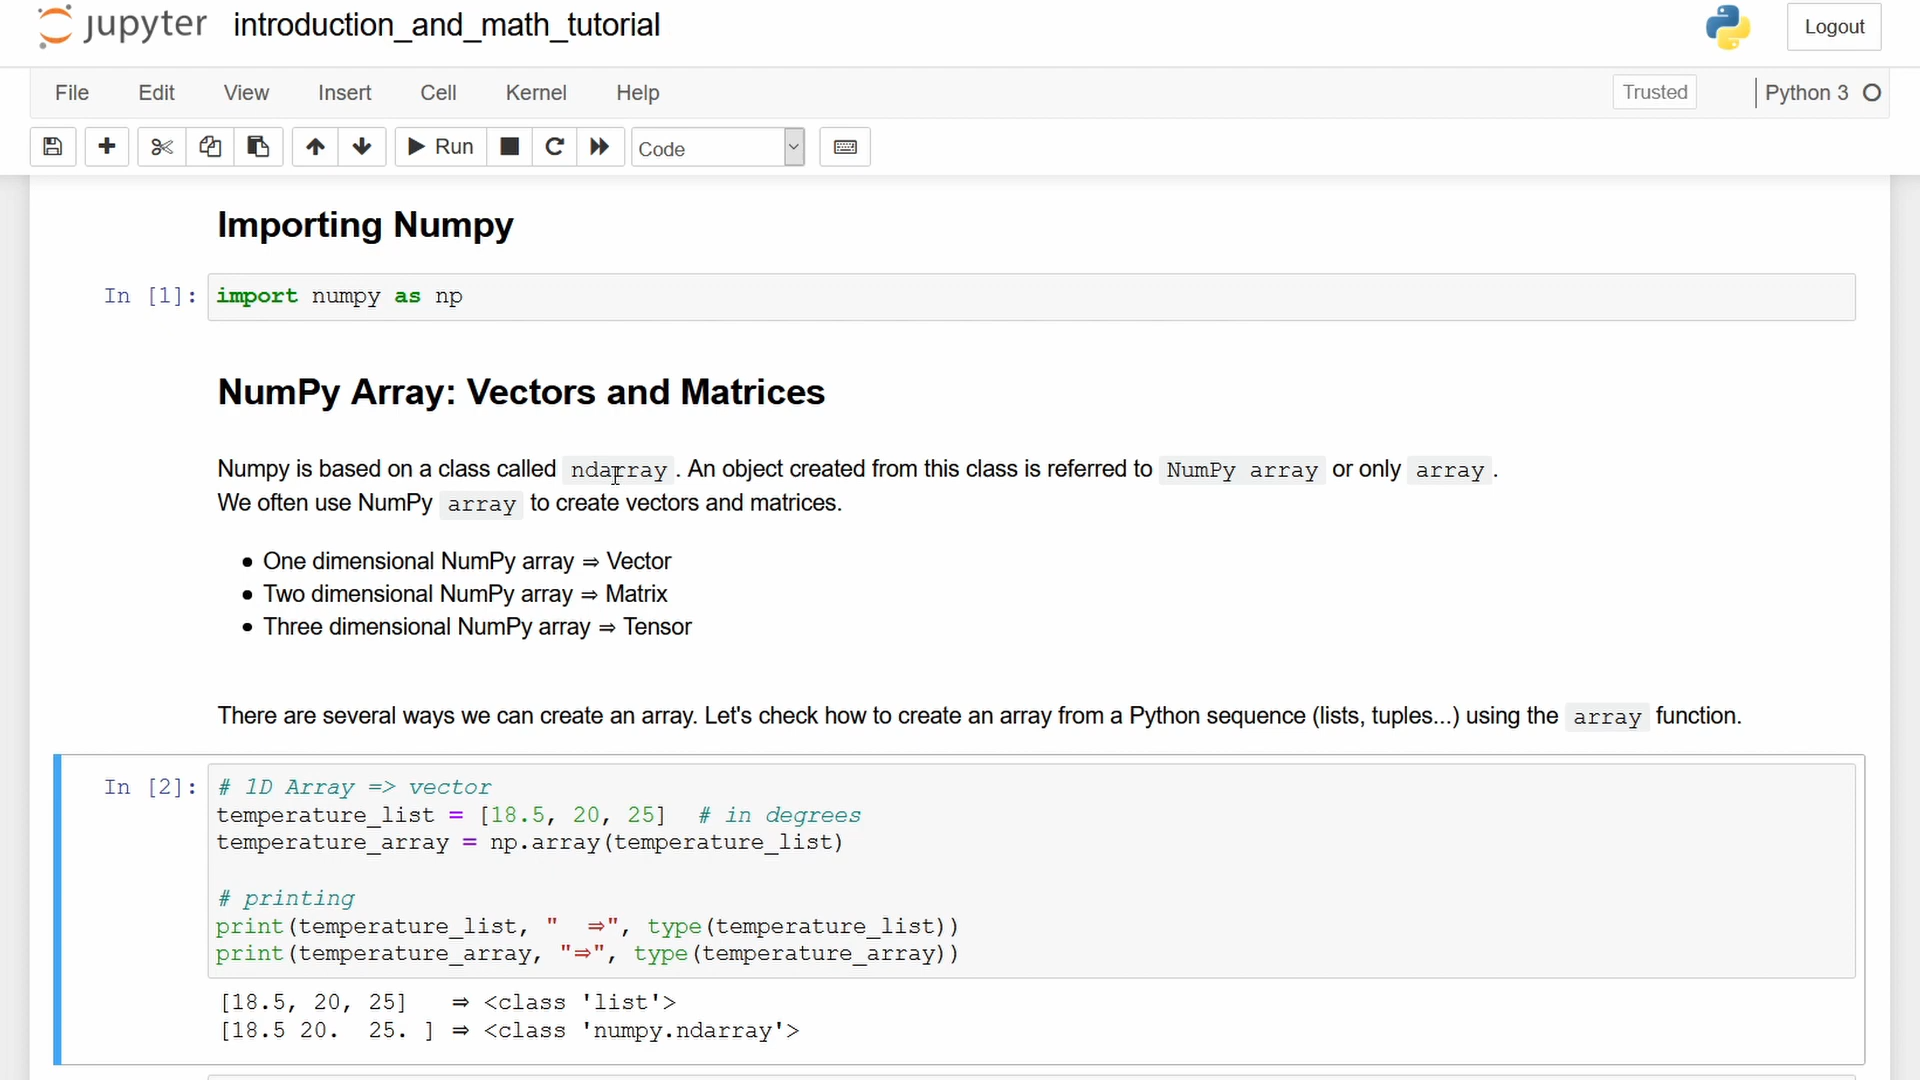 jupyter introduction_and_math_tutorial
Logout
File Edit View Insert Cell Kernel Help
Trusted
Python 3
Run
Code
Importing Numpy
In [1]: import numpy as np
NumPy Array: Vectors and Matrices
Numpy is based on a class called ndarray . An object created from this class is referred to NumPy array or only array .
We often use NumPy array to create vectors and matrices.
• One dimensional NumPy array ⇒ Vector
• Two dimensional NumPy array ⇒ Matrix
• Three dimensional NumPy array ⇒ Tensor
There are several ways we can create an array. Let's check how to create an array from a Python sequence (lists, tuples...) using the array function.
In [2]: # 1D Array => vector
temperature_list = [18.5, 20, 25]  # in degrees
temperature_array = np.array(temperature_list)
# printing
print(temperature_list, "  ⇒", type(temperature_list))
print(temperature_array, "⇒", type(temperature_array))
[18.5, 20, 25]   ⇒ <class 'list'>
[18.5 20.  25. ] ⇒ <class 'numpy.ndarray'>